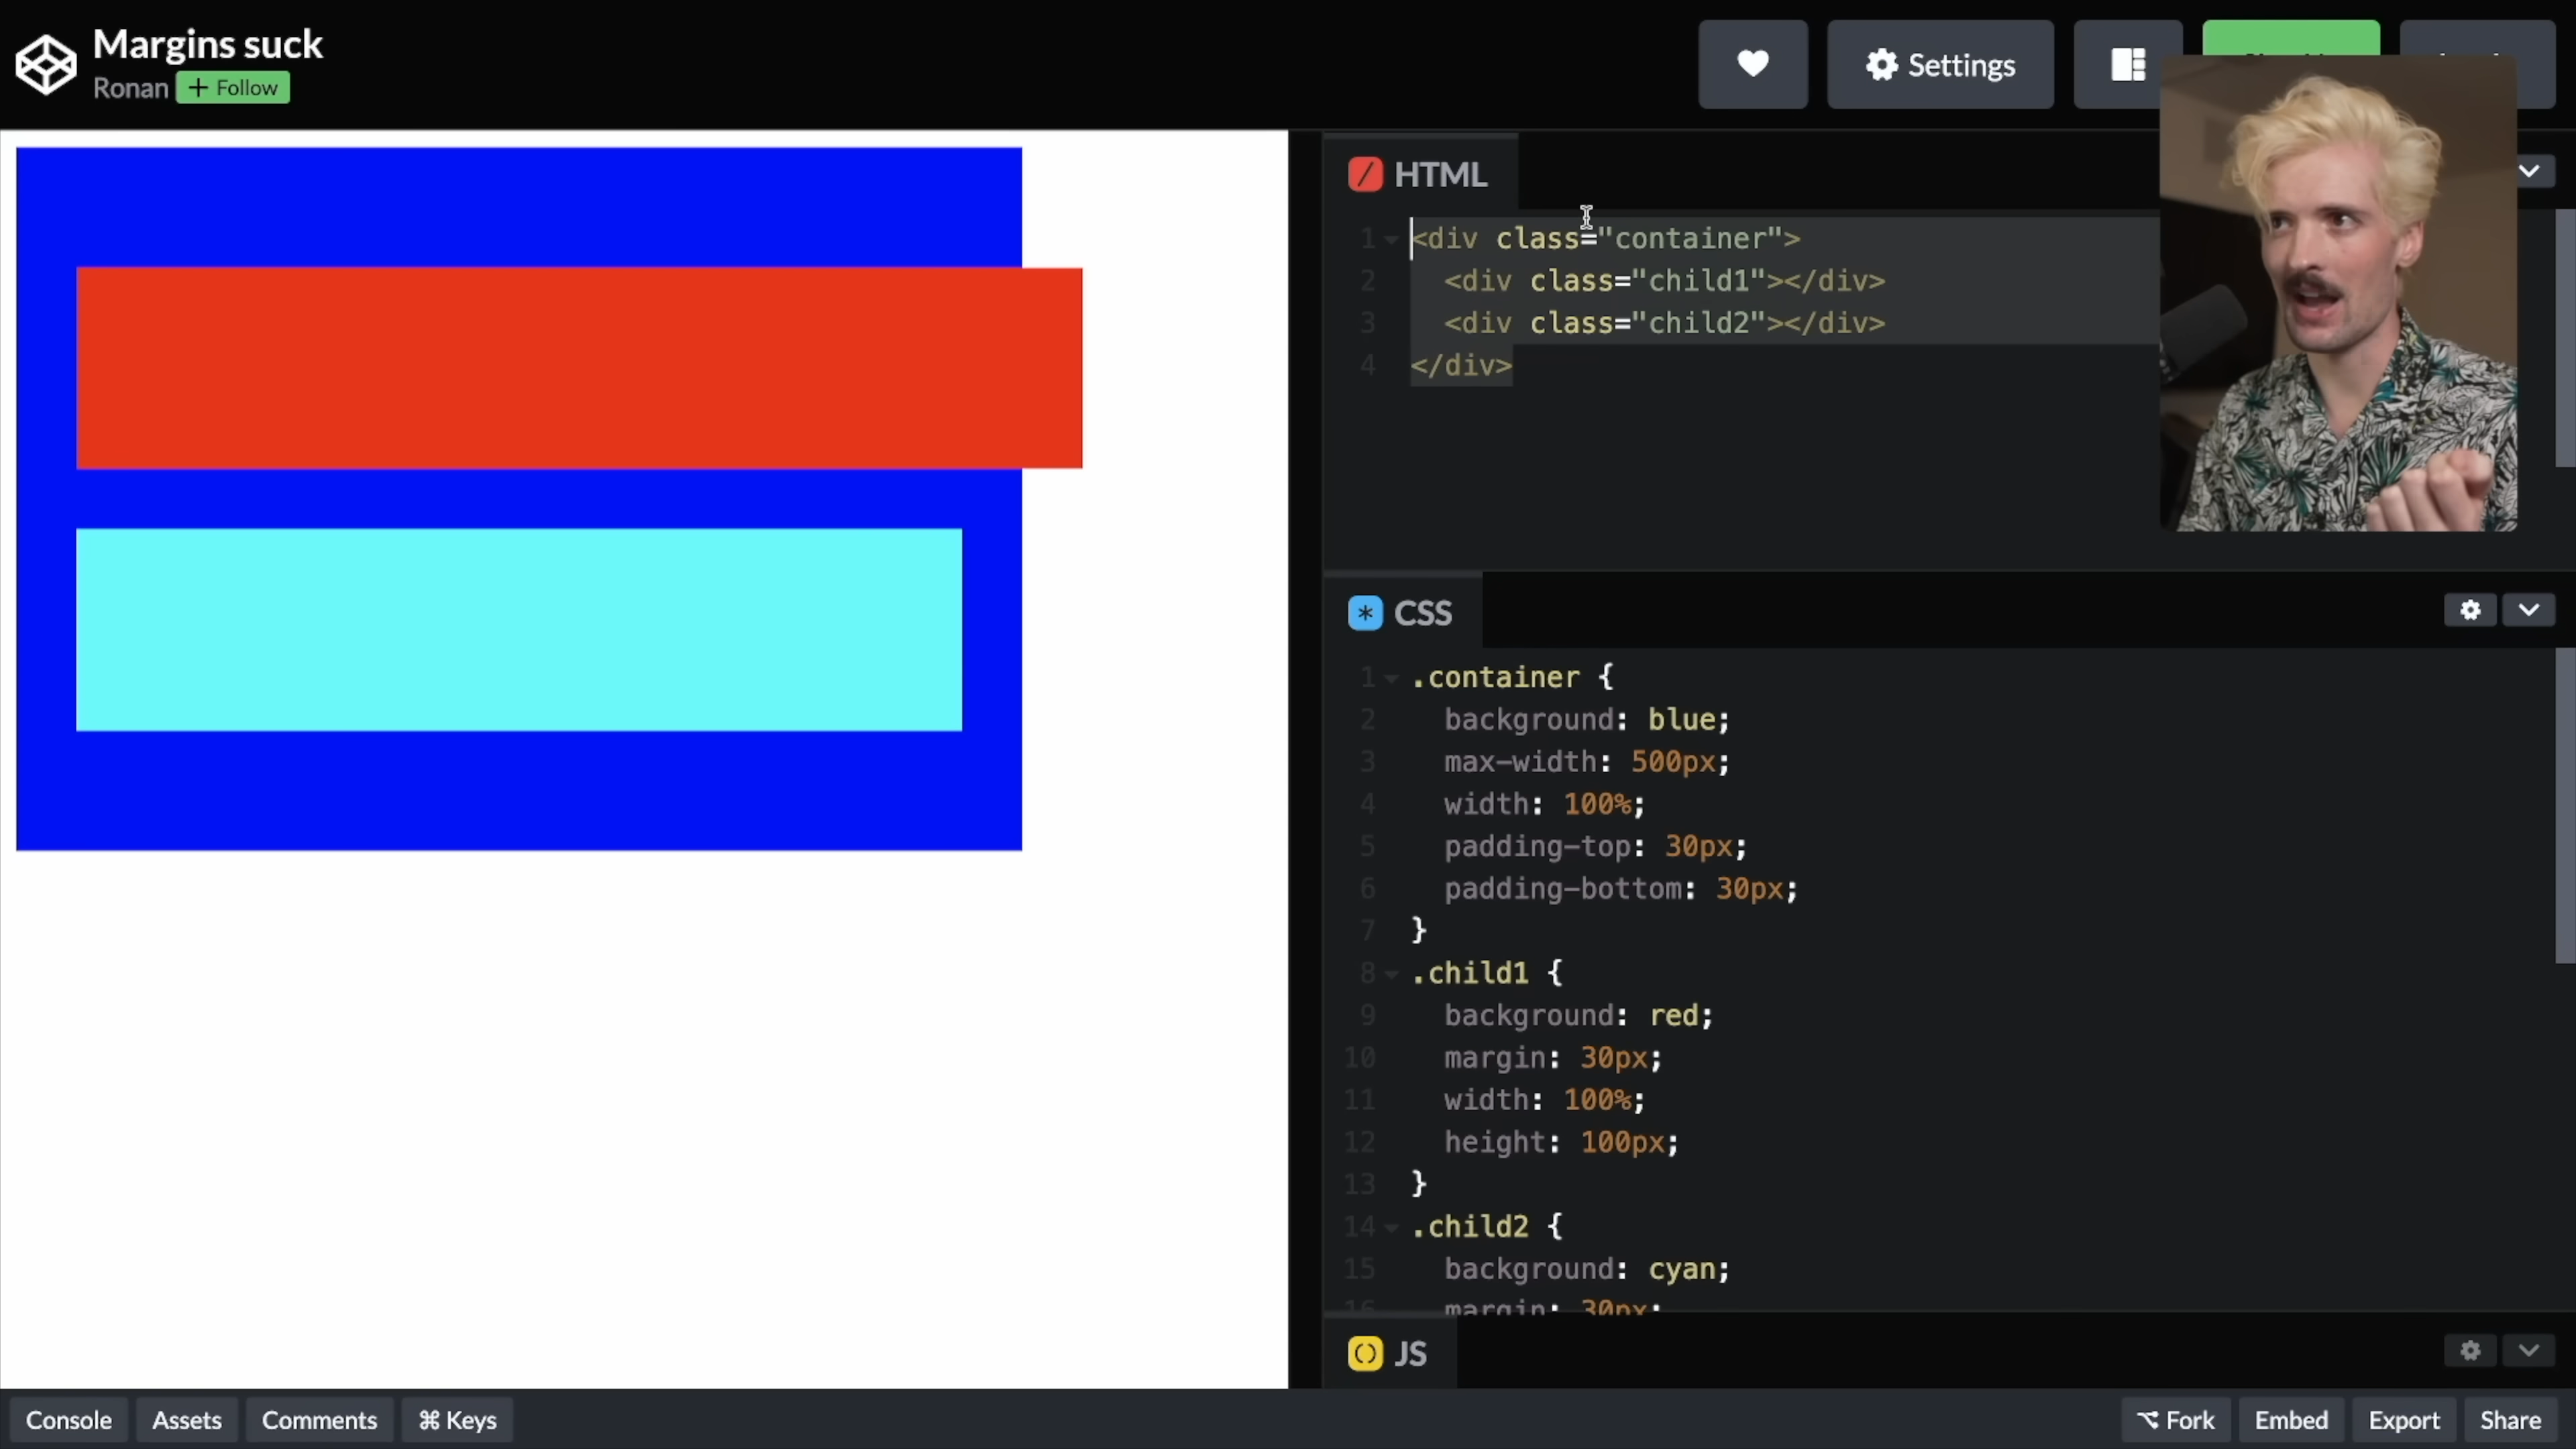 Margins suck
Ronan + Follow
Settings
HTML
1 <div class="container">
2 <div class="child1"></div>
3 <div class="child2"></div>
4 </div>
CSS
1 .container {
2 background: blue;
3 max-width: 500px;
4 width: 100%;
5 padding-top: 30px;
6 padding-bottom: 30px;
7 }
8 .child1 {
9 background: red;
10 margin: 30px;
11 width: 100%;
12 height: 100px;
13 }
14 .child2 {
15 background: cyan;
16 margin: 30px;
JS
Console Assets Comments ⌘ Keys Fork Embed Export Share